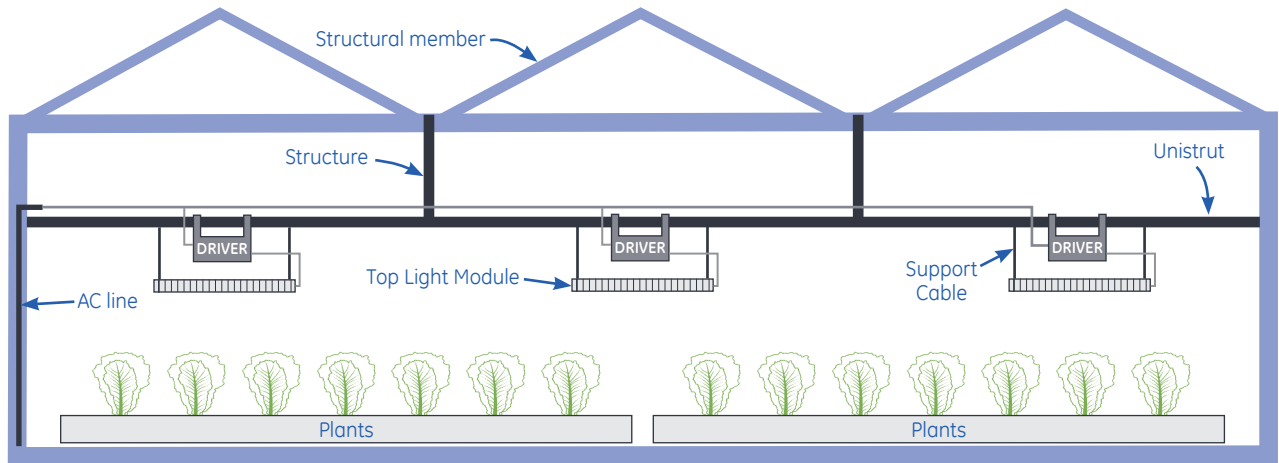 Structural member
Structure
Unistrut
DRIVER
DRIVER
DRIVER
Top Light Module
Support
Cable
AC line
Plants
Plants